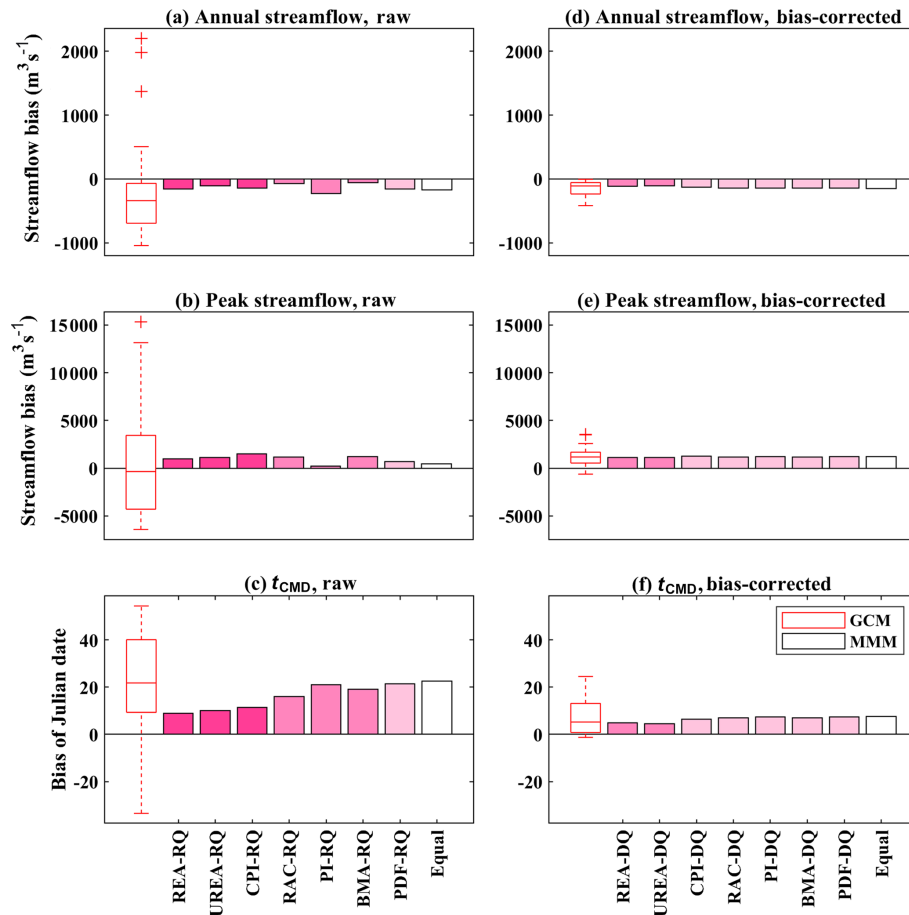 (a) Annual streamflow, raw
Streamflow bias (m³ s⁻¹)
2000
1000
0
-1000
(d) Annual streamflow, bias-corrected
2000
1000
0
-1000
(b) Peak streamflow, raw
Streamflow bias (m³ s⁻¹)
15000
10000
5000
0
-5000
(e) Peak streamflow, bias-corrected
15000
10000
5000
0
-5000
(c) tCMD, raw
Bias of Julian date
40
20
0
-20
REA-RQ
UREA-RQ
CPI-RQ
RAC-RQ
PI-RQ
BMA-RQ
PDF-RQ
Equal
(f) tCMD, bias-corrected
40
20
0
-20
GCM
MMM
REA-DQ
UREA-DQ
CPI-DQ
RAC-DQ
PI-DQ
BMA-DQ
PDF-DQ
Equal